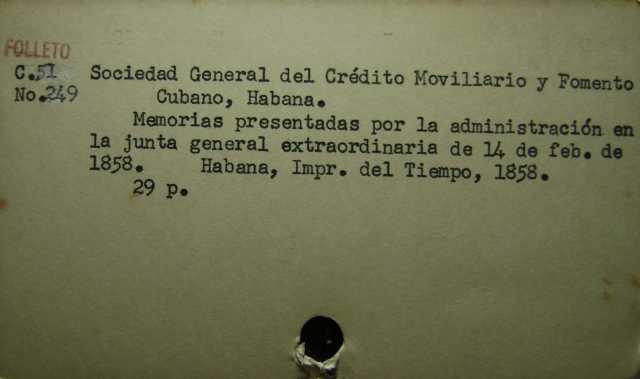 FOLLETO
C.51 Sociedad General del Crédito Moviliario y Fomento
No.249 Cubano, Habana.
Memorias presentadas por la administración en
la junta general extraordinaria de 14 de feb. de
1858. Habana, Impr. del Tiempo, 1858.
29 p.